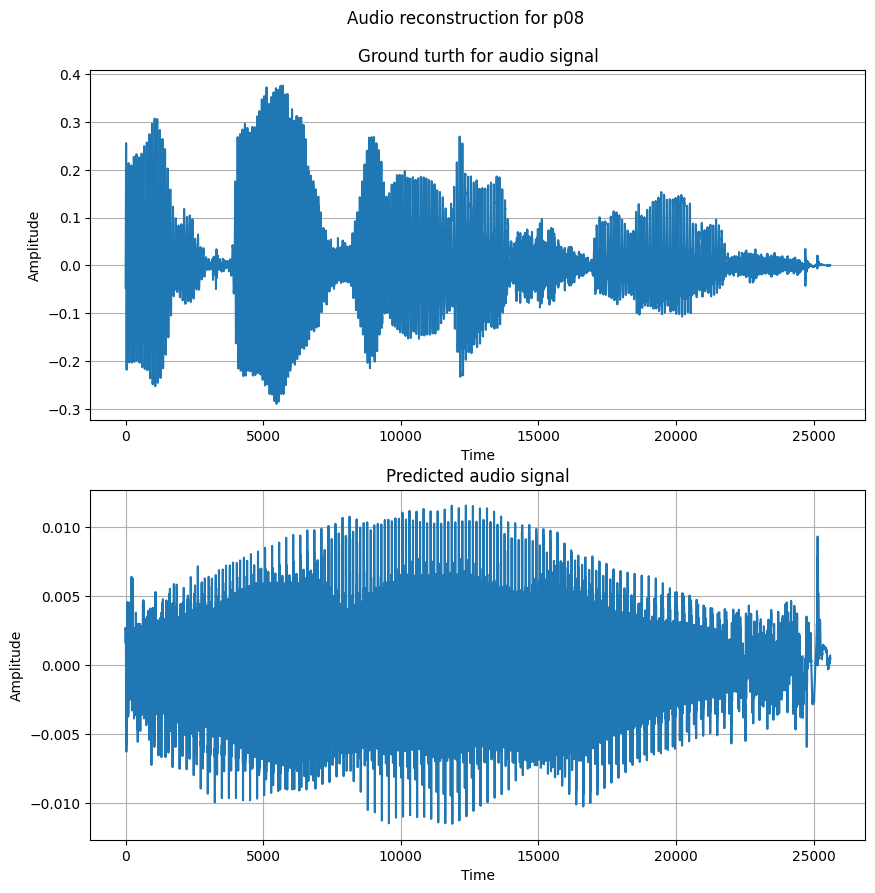 Audio reconstruction for p08
Ground turth for audio signal
0.4
0.3
0.2
0.1
0.0
−0.1
−0.2
−0.3
Amplitude
0 5000 10000 15000 20000 25000
Time
Predicted audio signal
0.010
0.005
0.000
−0.005
−0.010
Amplitude
0 5000 10000 15000 20000 25000
Time